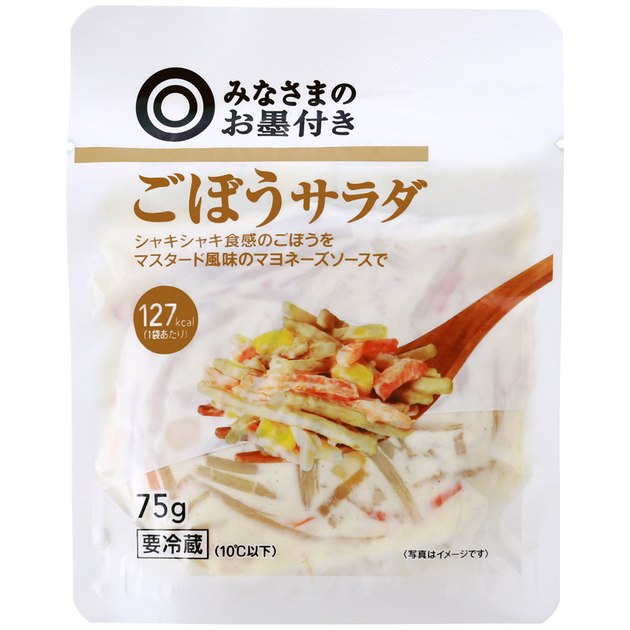 みなさまの
お墨付き
ごぼうサラダ
シャキシャキ食感のごぼうを
マスタード風味のマヨネーズソースで
127kcal
(1袋あたり)
75g
要冷蔵 (10℃以下)
〈写真はイメージです〉